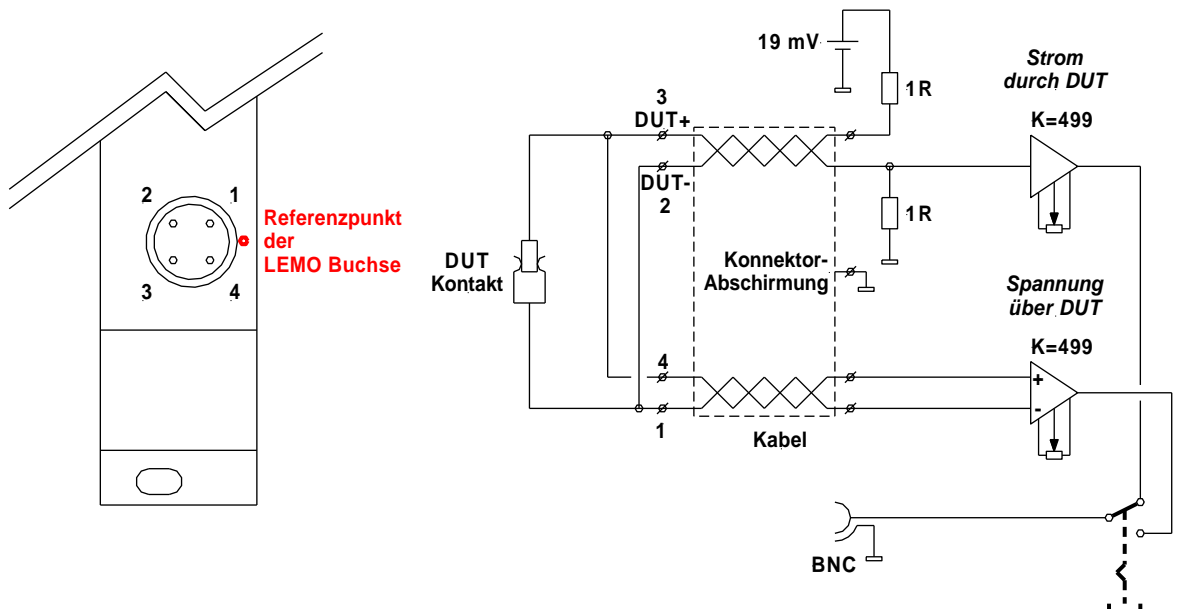 2 1
3 4
Referenzpunkt
der
LEMO Buchse
19 mV
1R
Strom
durch DUT
K=499
3
DUT+
DUT-
2
1R
DUT
Kontakt
Konnektor-
Abschirmung
Spannung
über DUT
K=499
+
-
4
1
Kabel
BNC